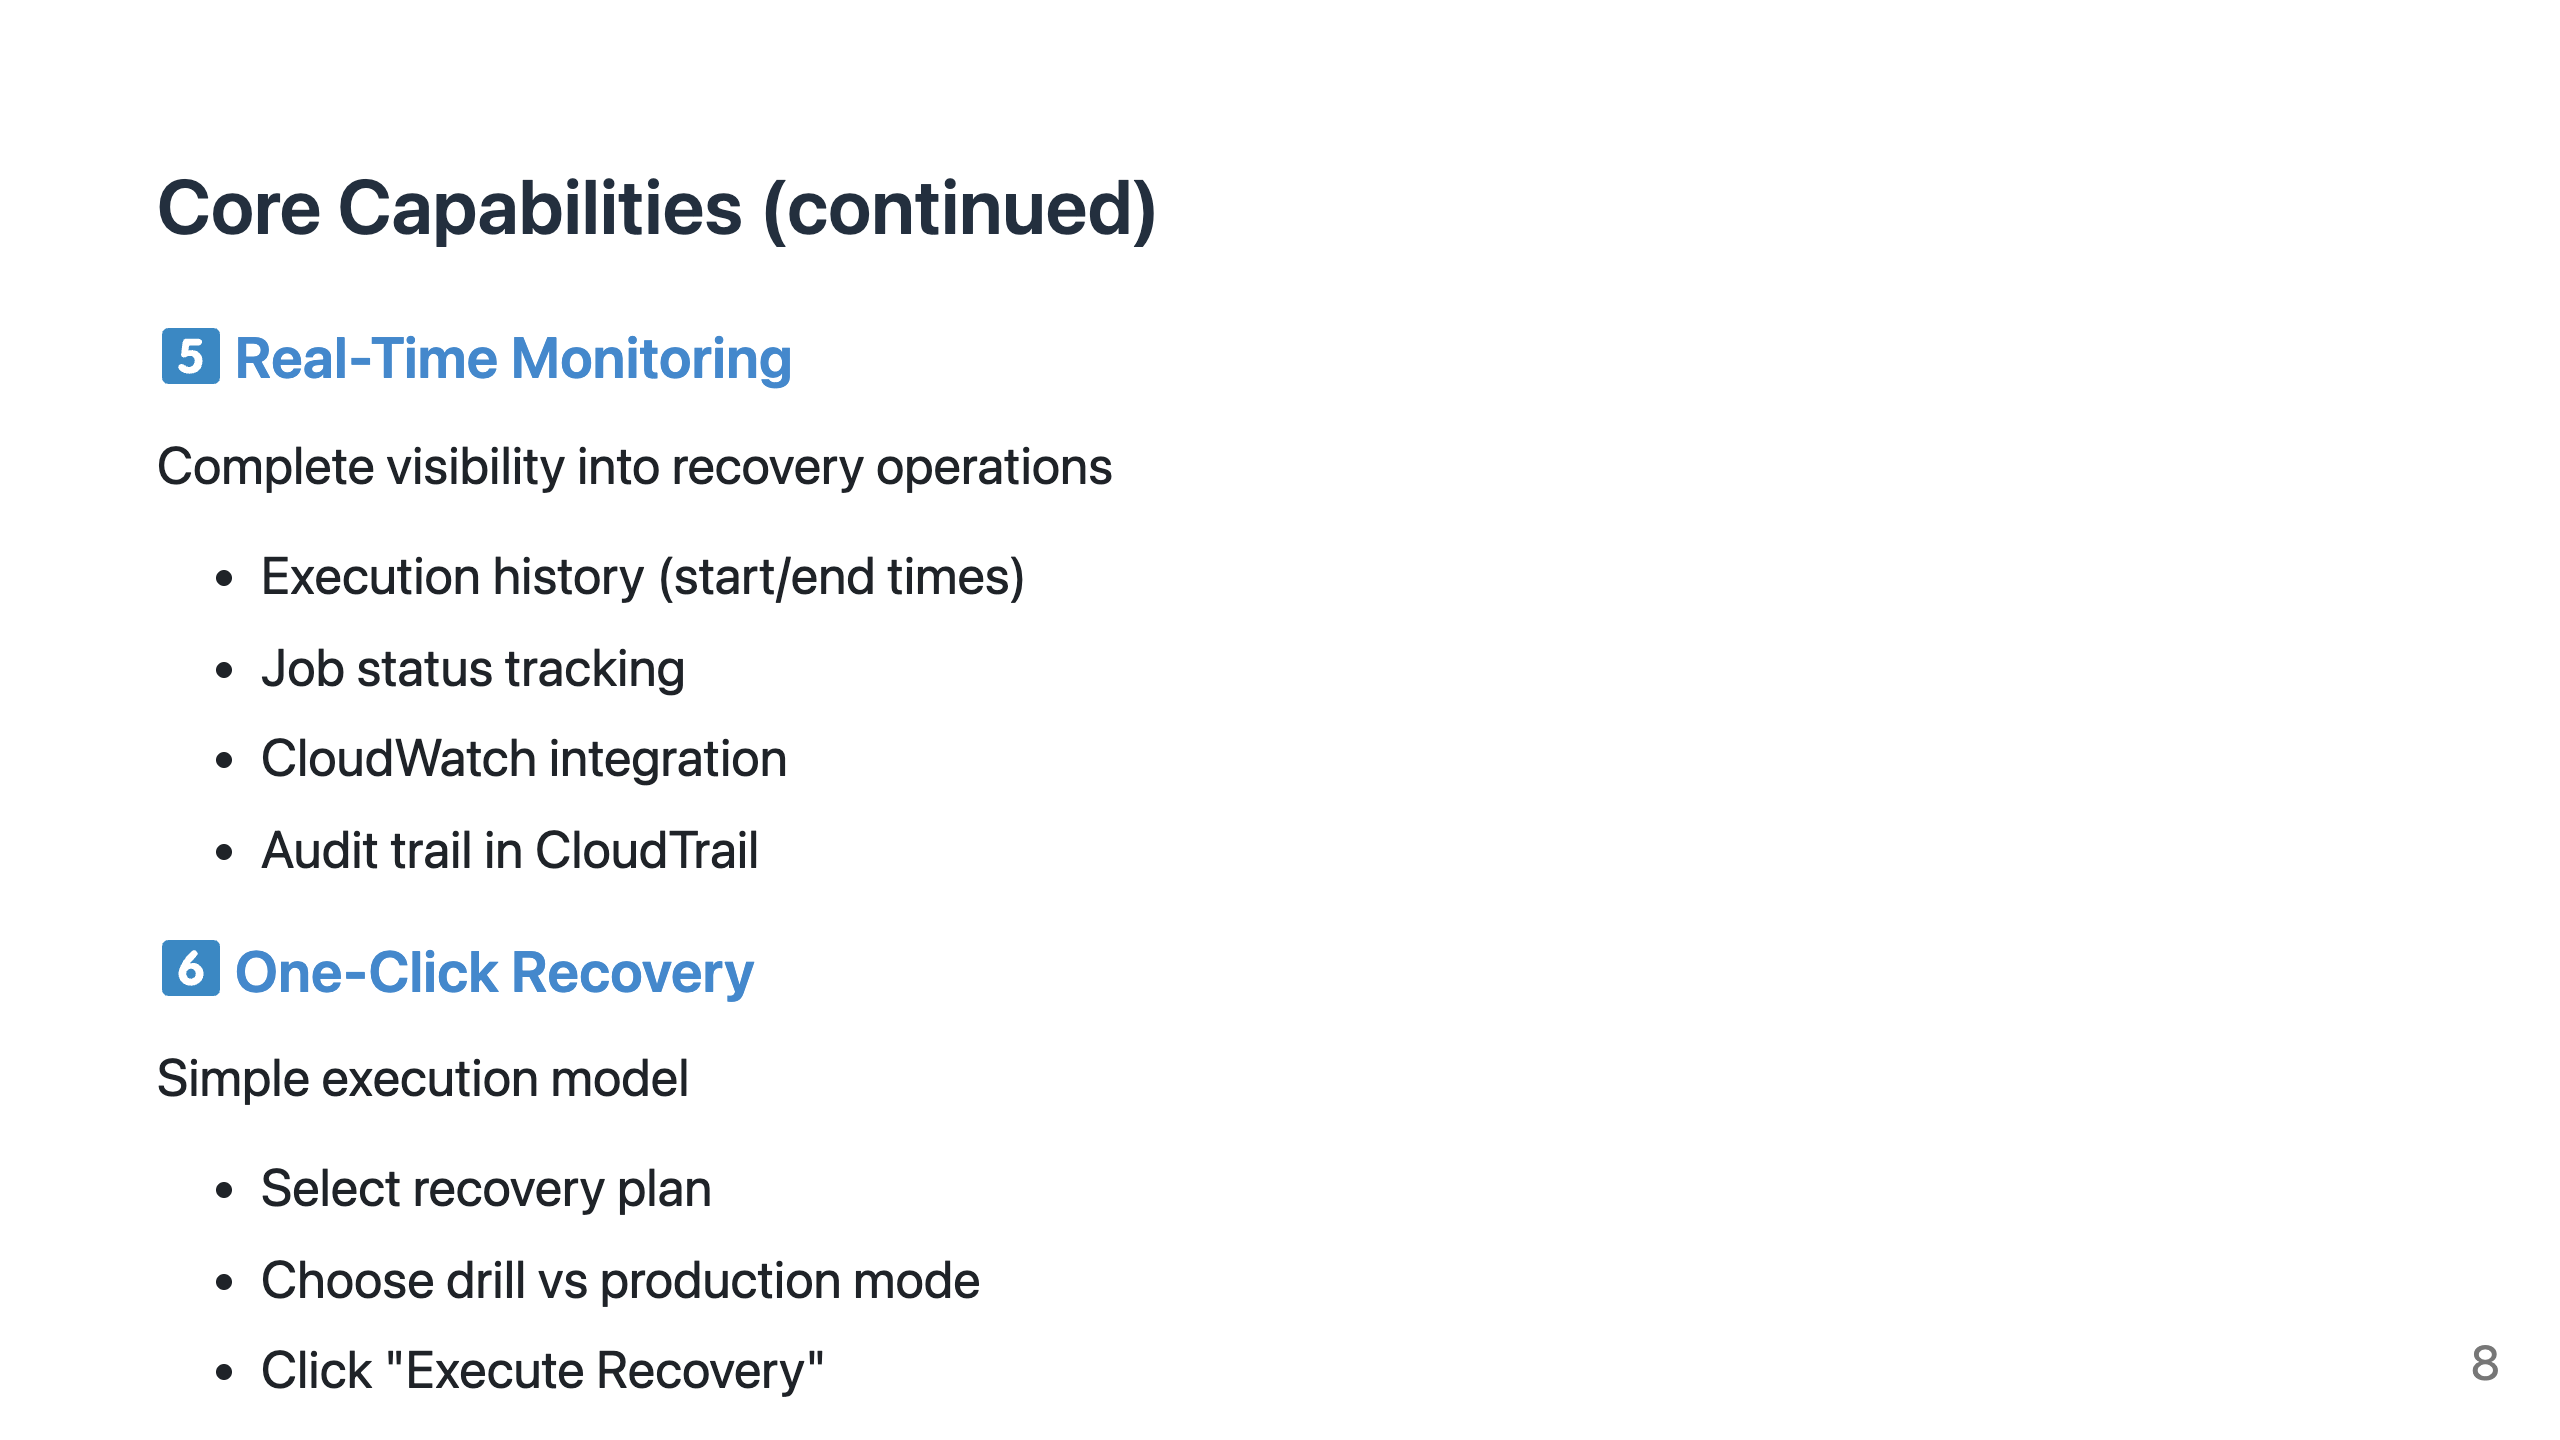 Core Capabilities (continued)
5 Real-Time Monitoring
Complete visibility into recovery operations
• Execution history (start/end times)
• Job status tracking
• CloudWatch integration
• Audit trail in CloudTrail
6 One-Click Recovery
Simple execution model
• Select recovery plan
• Choose drill vs production mode
• Click "Execute Recovery"
8